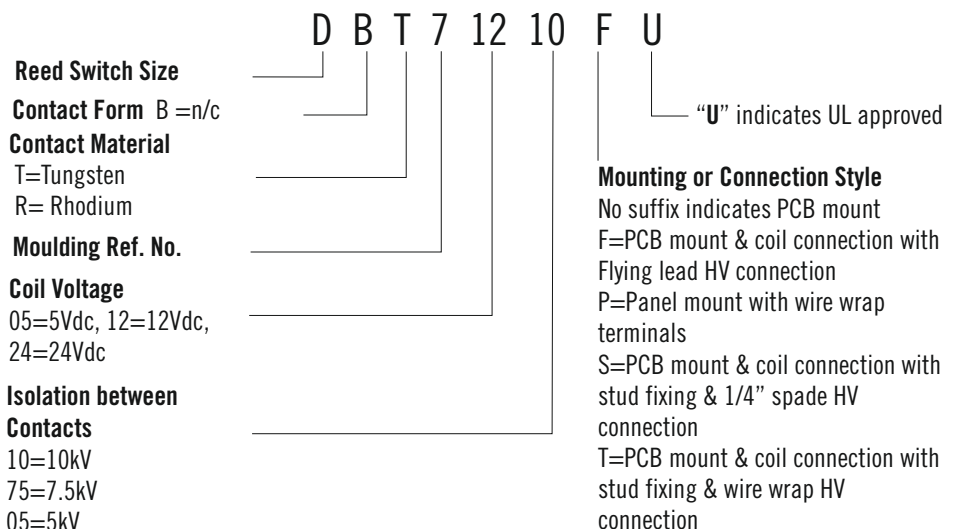 D B T 7 12 10 F U
Reed Switch Size
Contact Form B =n/c
Contact Material
T=Tungsten
R= Rhodium
Moulding Ref. No.
Coil Voltage
05=5Vdc, 12=12Vdc,
24=24Vdc
Isolation between
Contacts
10=10kV
75=7.5kV
05=5kV
“U” indicates UL approved
Mounting or Connection Style
No suffix indicates PCB mount
F=PCB mount & coil connection with
Flying lead HV connection
P=Panel mount with wire wrap
terminals
S=PCB mount & coil connection with
stud fixing & 1/4” spade HV
connection
T=PCB mount & coil connection with
stud fixing & wire wrap HV
connection